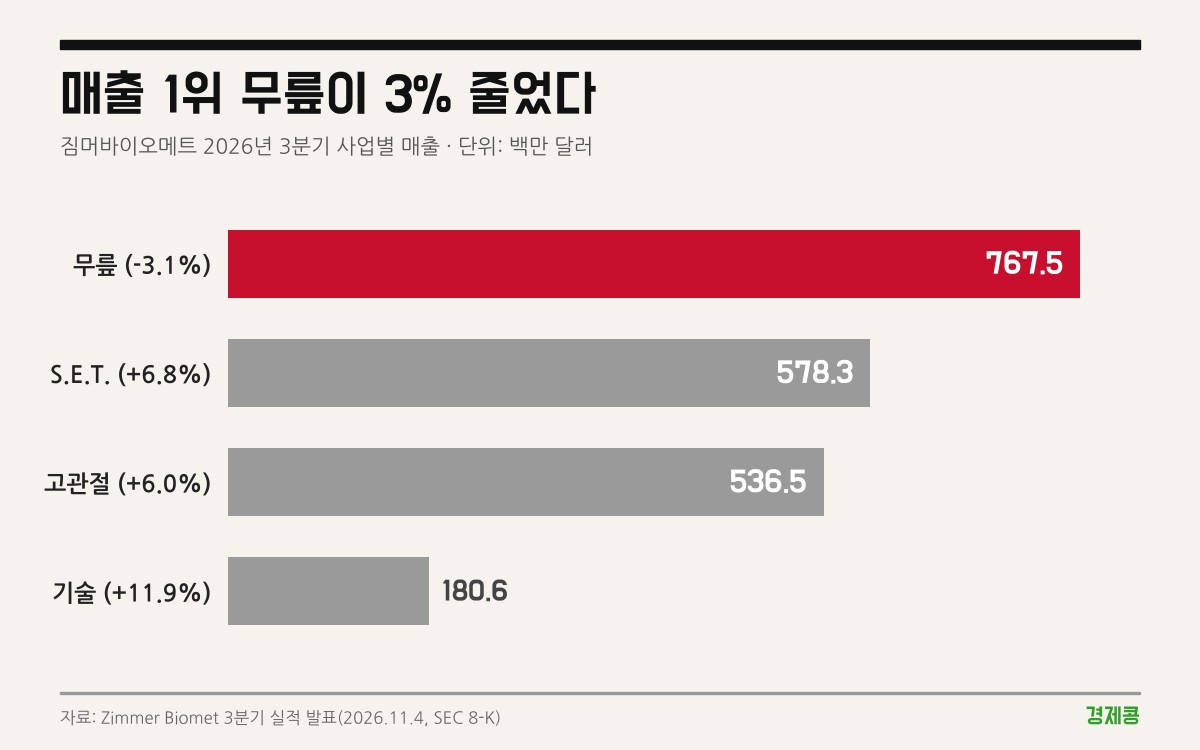 매출 1위 무릎이 3% 줄었다
짐머바이오메트 2026년 3분기 사업별 매출 · 단위: 백만 달러
무릎 (-3.1%) 767.5
S.E.T. (+6.8%) 578.3
고관절 (+6.0%) 536.5
기술 (+11.9%) 180.6
자료: Zimmer Biomet 3분기 실적 발표(2026.11.4, SEC 8-K)
경제콩